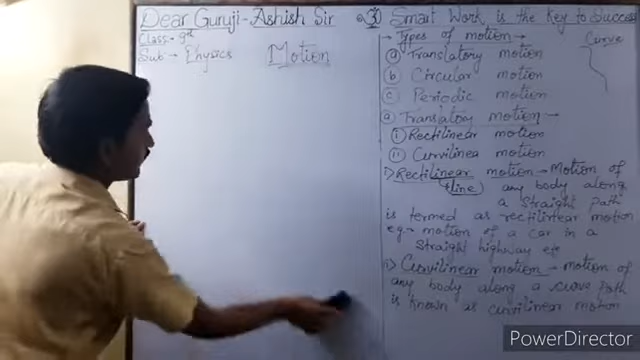 Dear Guruji - Ashish Sir
Smart Work is the key to Success
Class - 9th
Sub → Physics
Motion
→ Types of motion →
Curve
ⓐ Translatory motion
ⓑ Circular motion
ⓒ Periodic motion
ⓐ Translatory motion →
ⓘ Rectilinear motion
ⓘⓘ Curvilinea motion
i) Rectilinear motion → Motion of
(line) any body along
a straight path
is termed as rectilinear motion
eg → motion of a car in a
straight highway etc
ii) Curvilinear motion → motion of
any body along a curve path
is known as curvilinear motion
PowerDirector